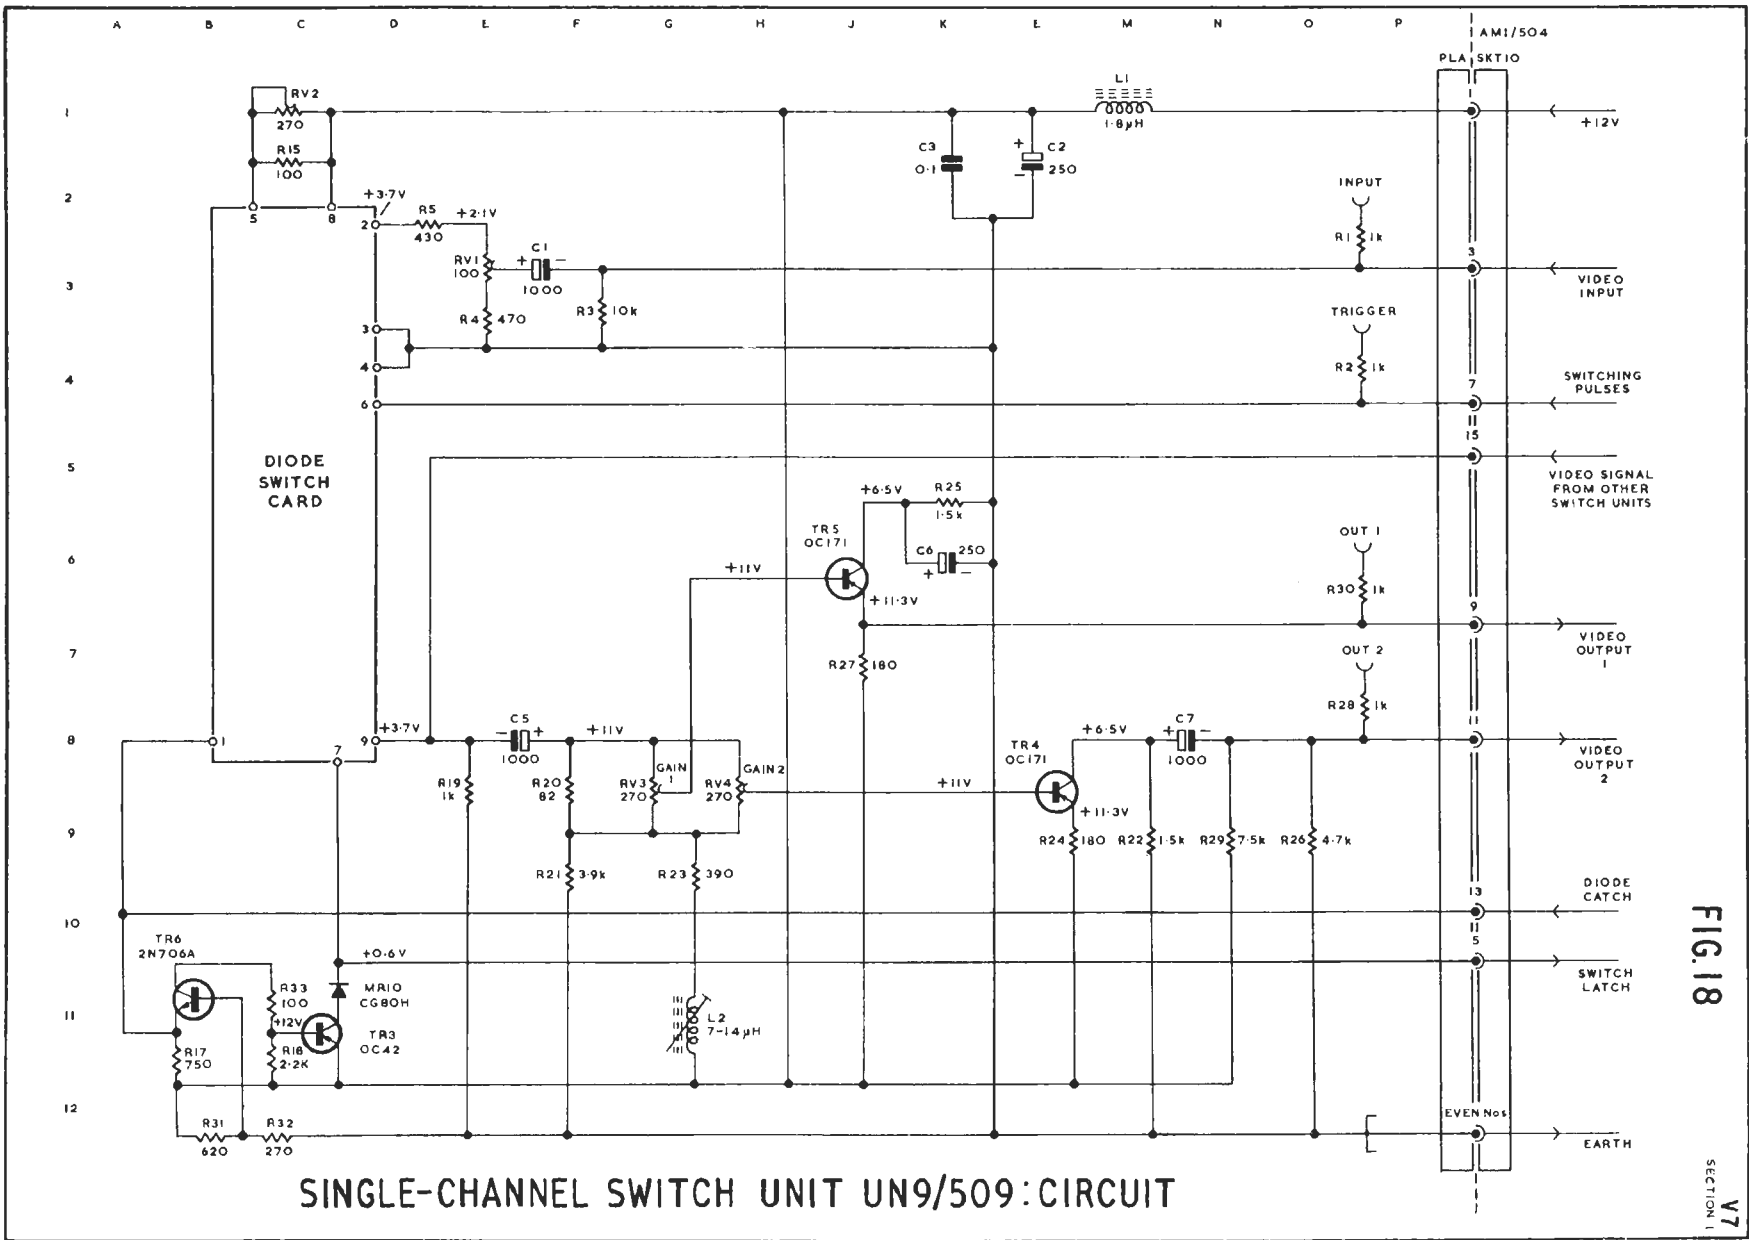 A B C D E F G H J K L M N O P
AM1/504
PLA SKT10
1
2
3
4
5
6
7
8
9
10
11
12
RV2
270
R15
100
5
8
+3·7V
2
R5
430
+2·1V
RV1
100
C1
+ −
1000
R4 470
R3 10k
3
4
6
DIODE
SWITCH
CARD
1
7
9
+3·7V
L1
1·8µH
C3
0·1
+ C2
− 250
1
+12V
INPUT
R1 1k
3
VIDEO
INPUT
TRIGGER
R2 1k
7
SWITCHING
PULSES
15
VIDEO SIGNAL
FROM OTHER
SWITCH UNITS
+6·5V
R25
1·5k
TR5
OC171
C6 250
+ −
+11V
+11·3V
R27 180
OUT 1
R30 1k
9
VIDEO
OUTPUT
1
OUT 2
R28 1k
VIDEO
OUTPUT
2
C5
− +
1000
+11V
R19
1k
R20
82
RV3
270
GAIN
1
RV4
270
GAIN 2
+11V
TR4
OC171
+6·5V
C7
+ −
1000
+11·3V
R24 180
R22 1·5k
R29 7·5k
R26 4·7k
R21 3·9k
R23 390
13
DIODE
CATCH
5
SWITCH
LATCH
TR6
2N706A
+0·6V
R33
100
MR10
CG80H
+12V
TR3
OC42
R17
750
R18
2·2K
L2
7-14µH
R31
620
R32
270
EVEN Nos
EARTH
SINGLE-CHANNEL SWITCH UNIT UN9/509:CIRCUIT
FIG.18
V7
SECTION 1